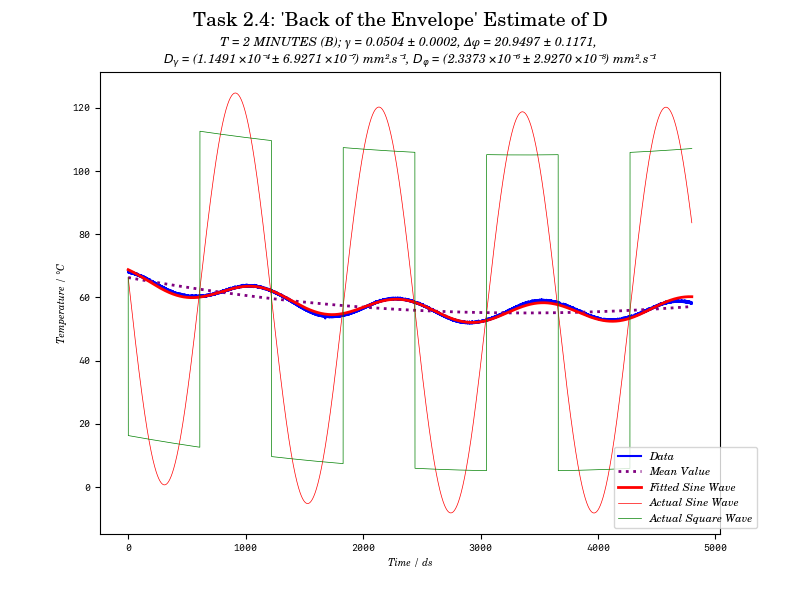 Task 2.4: 'Back of the Envelope' Estimate of D
T = 2 MINUTES (B); γ = 0.0504 ± 0.0002, Δφ = 20.9497 ± 0.1171,
Dᵧ = (1.1491 ×10⁻⁴ ± 6.9271 ×10⁻⁷) mm².s⁻¹, Dᵩ = (2.3373 ×10⁻⁶ ± 2.9270 ×10⁻⁸) mm².s⁻¹
120
100
80
60
40
20
0
Temperature / °C
0
1000
2000
3000
4000
5000
Time / ds
Data
Mean Value
Fitted Sine Wave
Actual Sine Wave
Actual Square Wave